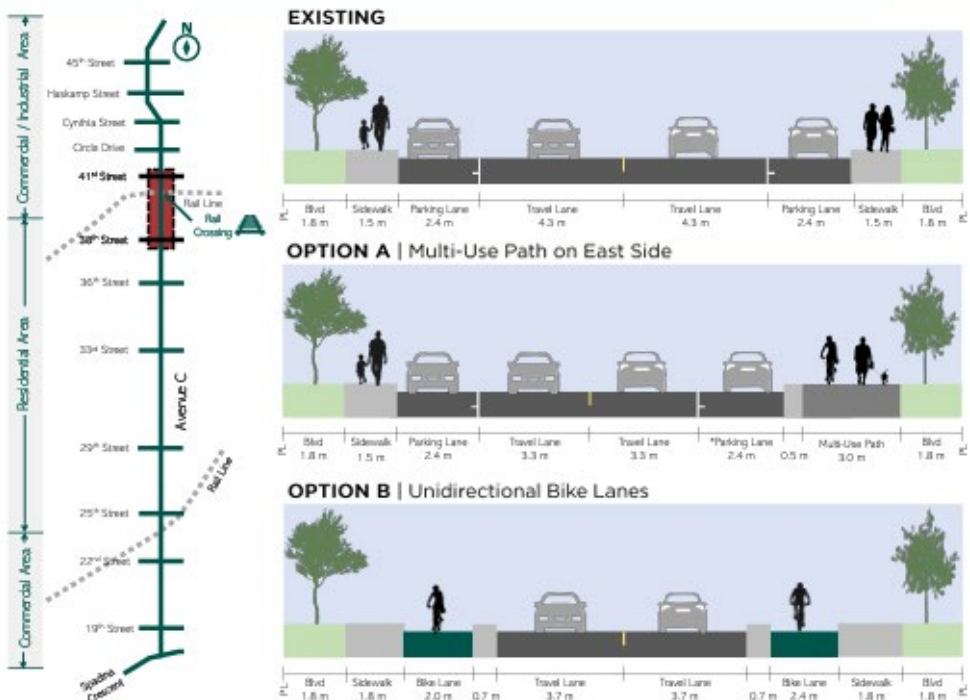 Commercial / Industrial Area
Residential Area
Commercial Area
N
45th Street
Haskamp Street
Cynthia Street
Circle Drive
41st Street
Rail Line
Rail
Crossing
38th Street
36th Street
33rd Street
Avenue C
29th Street
Rail Line
25th Street
22nd Street
19th Street
Spadina
Crescent
EXISTING
PL Blvd Sidewalk Parking Lane Travel Lane Travel Lane Parking Lane Sidewalk Blvd PL
1.8 m 1.5 m 2.4 m 4.3 m 4.3 m 2.4 m 1.5 m 1.8 m
OPTION A | Multi-Use Path on East Side
PL Blvd Sidewalk Parking Lane Travel Lane Travel Lane *Parking Lane Multi-Use Path Blvd PL
1.8 m 1.5 m 2.4 m 3.3 m 3.3 m 2.4 m 0.5 m 3.0 m 1.8 m
OPTION B | Unidirectional Bike Lanes
PL Blvd Sidewalk Bike Lane Travel Lane Travel Lane Bike Lane Sidewalk Blvd PL
1.8 m 1.8 m 2.0 m 0.7 m 3.7 m 3.7 m 0.7 m 2.4 m 1.8 m 1.8 m